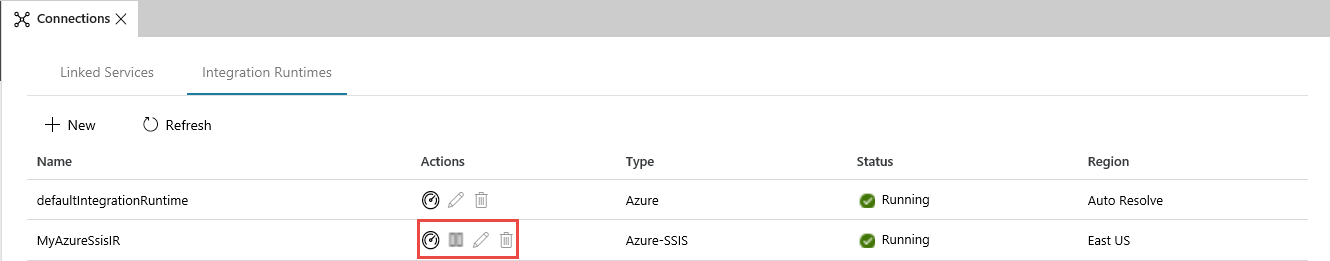 Connections
Linked Services Integration Runtimes
New Refresh
Name Actions Type Status Region
defaultIntegrationRuntime Azure Running Auto Resolve
MyAzureSsisIR Azure-SSIS Running East US